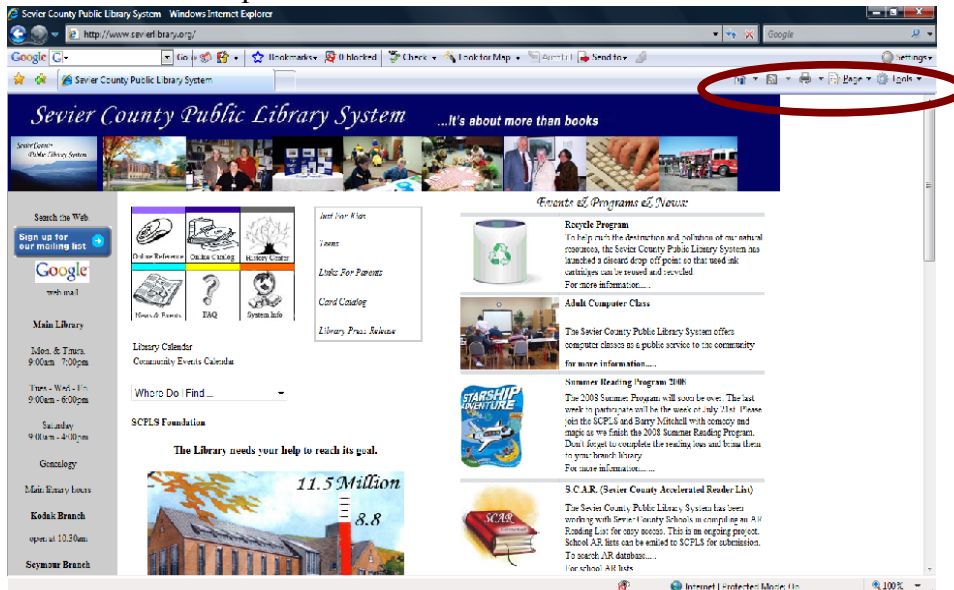 Sevier County Public Library System - Windows Internet Explorer
http://www.sevierlibrary.org/
Google
Google G Go Bookmarks 0 blocked Check Look for Map AutoFill Send to Settings
Sevier County Public Library System
Page Tools
Sevier County Public Library System ...It's about more than books
Sevier County
Public Library System
Search the Web
Sign up for
our mailing list
Google
web mail
Main Library
Mon. & Thurs.
9:00am - 7:00pm
Tues - Wed - Fri
9:00am - 6:00pm
Saturday
9:00am - 4:00pm
Genealogy
Main library hours
Kodak Branch
open at 10:30am
Seymour Branch
Online Reference Online Catalog History Center
News & Events FAQ System Info
Just For Kids
Teens
Links For Parents
Card Catalog
Library Press Release
Library Calendar
Community Events Calendar
Where Do I Find ...
SCPLS Foundation
The Library needs your help to reach its goal.
11.5 Million
8.8
Events & Programs & News:
Recycle Program
To help curb the destruction and pollution of our natural
resources, the Sevier County Public Library System has
launched a discard drop off point so that used ink
cartridges can be reused and recycled.
For more information.....
Adult Computer Class
The Sevier County Public Library System offers
computer classes as a public service to the community
for more information.....
STARSHIP
ADVENTURE
Summer Reading Program 2008
The 2008 Summer Program will soon be over. The last
week to participate will be the week of July 21st. Please
join the SCPLS and Barry Mitchell with comedy and
magic as we finish the 2008 Summer Reading Program.
Don't forget to complete the reading logs and bring them
to your branch library.
For more information.......
SCAR
S.C.A.R. (Sevier County Accelerated Reader List)
The Sevier County Public Library System has been
working with Sevier County Schools in compiling an AR
Reading List for easy access. This is an ongoing project.
School AR lists can be emailed to SCPLS for submission.
To search AR database.....
For school AR lists
Internet | Protected Mode: On 100%